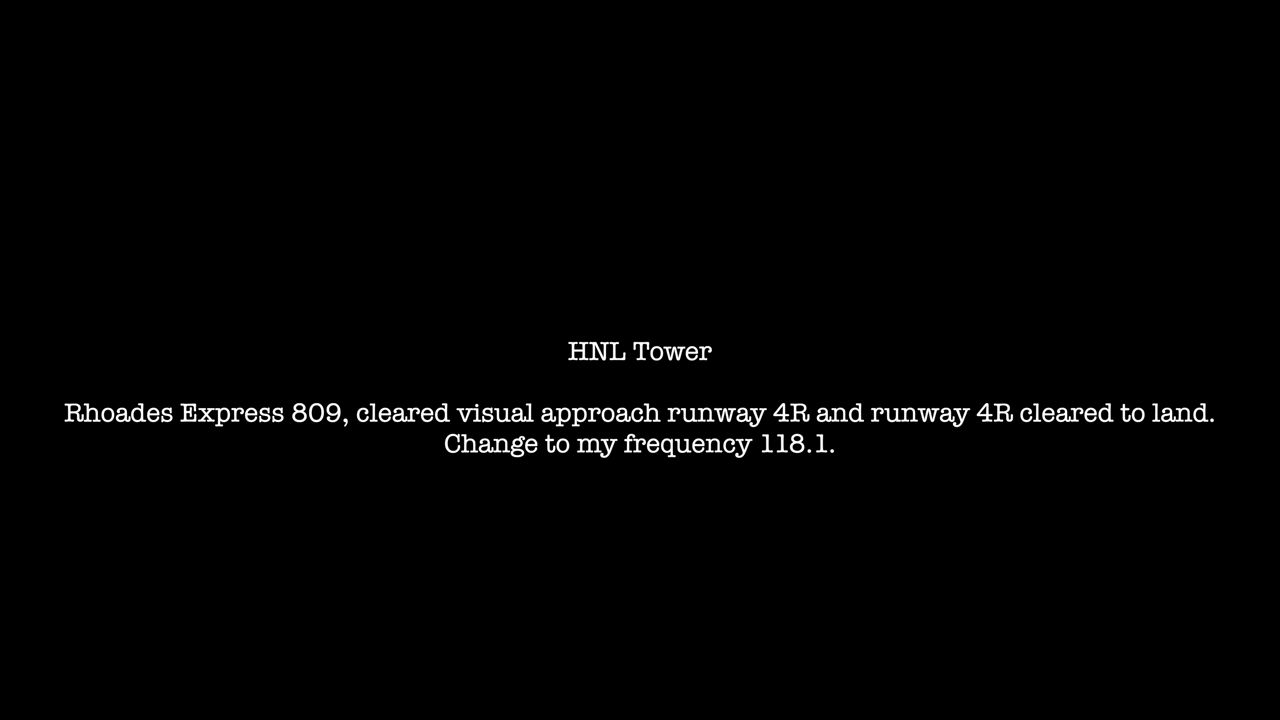 HNL Tower
Rhoades Express 809, cleared visual approach runway 4R and runway 4R cleared to land.
Change to my frequency 118.1.